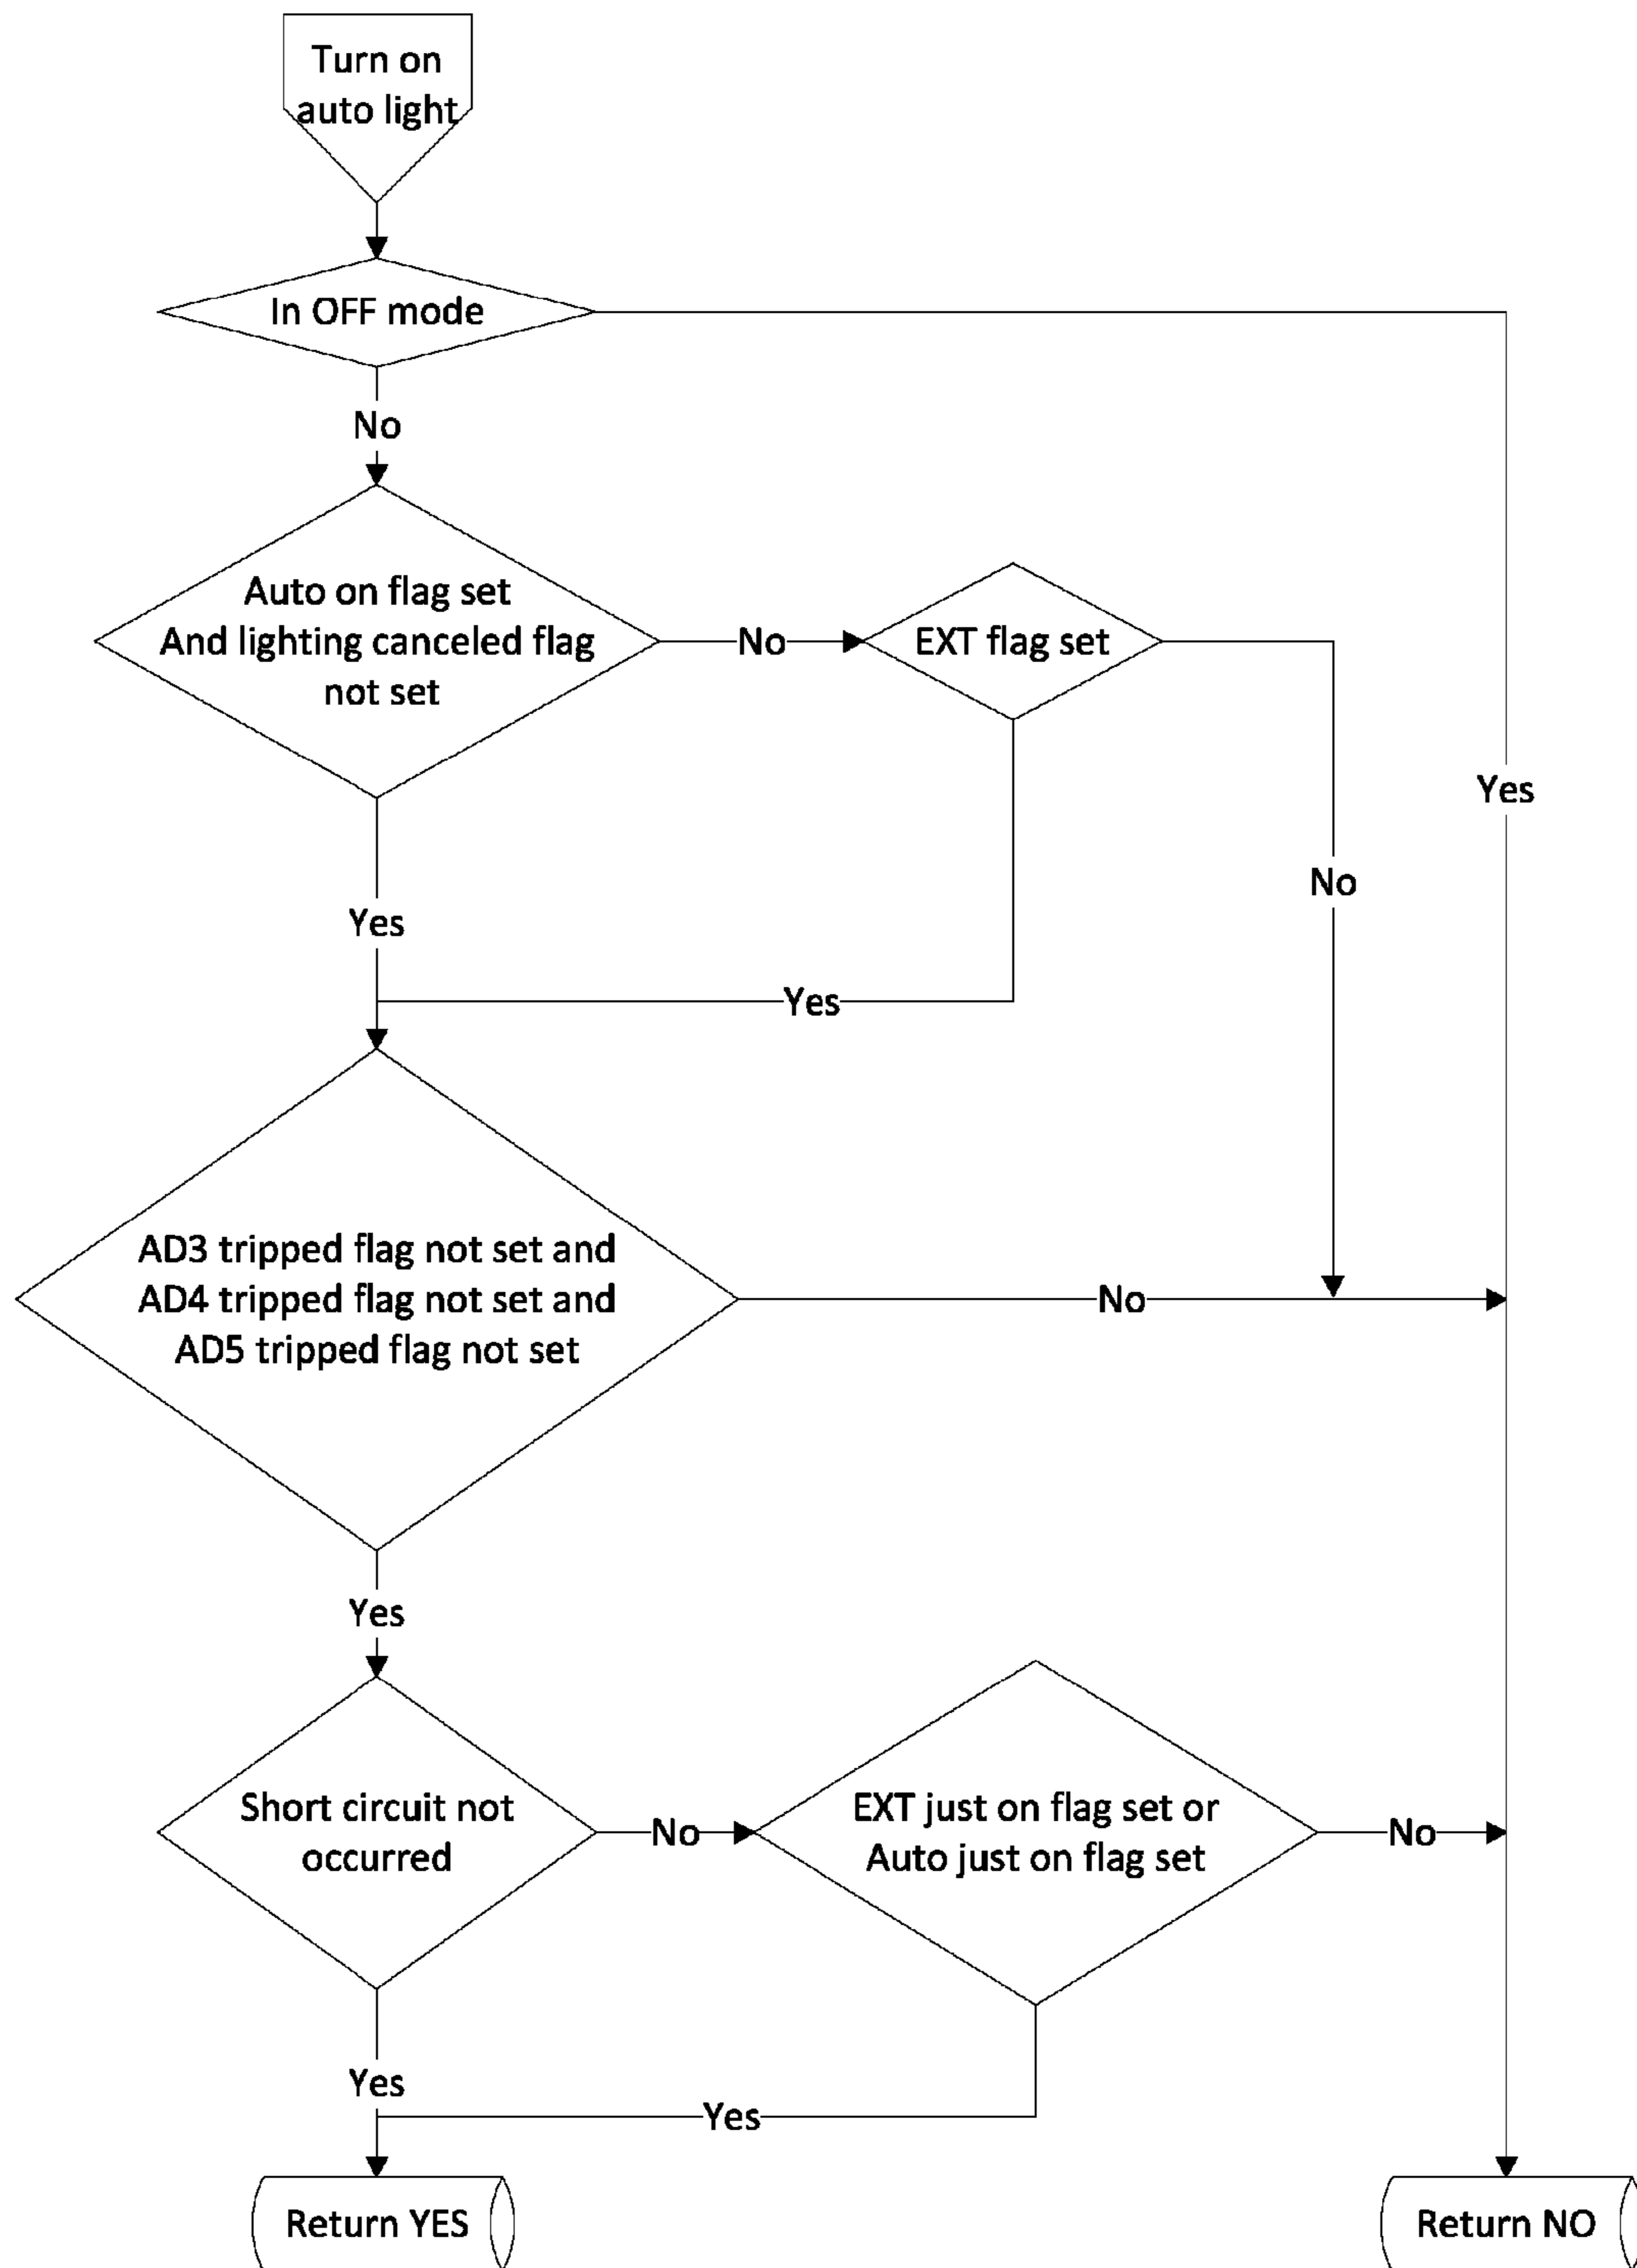 Turn on
auto light
In OFF mode
No
Auto on flag set
And lighting canceled flag
not set
No
EXT flag set
Yes
No
Yes
Yes
AD3 tripped flag not set and
AD4 tripped flag not set and
AD5 tripped flag not set
No
Yes
Short circuit not
occurred
No
EXT just on flag set or
Auto just on flag set
No
Yes
Yes
Return YES
Return NO